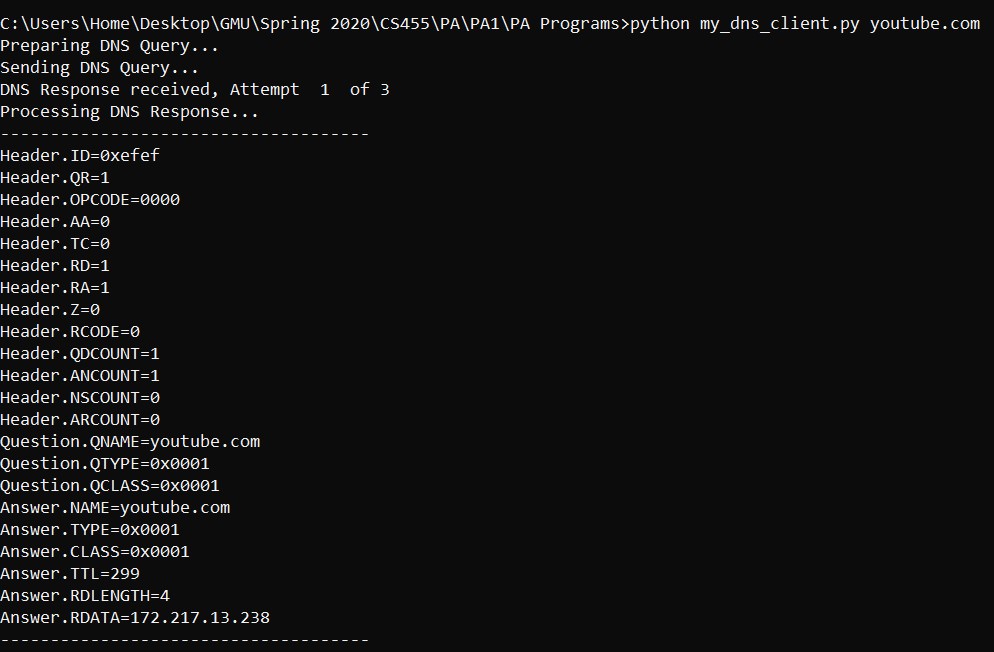 C:\Users\Home\Desktop\GMU\Spring 2020\CS455\PA\PA1\PA Programs>python my_dns_client.py youtube.com
Preparing DNS Query...
Sending DNS Query...
DNS Response received, Attempt  1  of 3
Processing DNS Response...
-------------------------------------
Header.ID=0xefef
Header.QR=1
Header.OPCODE=0000
Header.AA=0
Header.TC=0
Header.RD=1
Header.RA=1
Header.Z=0
Header.RCODE=0
Header.QDCOUNT=1
Header.ANCOUNT=1
Header.NSCOUNT=0
Header.ARCOUNT=0
Question.QNAME=youtube.com
Question.QTYPE=0x0001
Question.QCLASS=0x0001
Answer.NAME=youtube.com
Answer.TYPE=0x0001
Answer.CLASS=0x0001
Answer.TTL=299
Answer.RDLENGTH=4
Answer.RDATA=172.217.13.238
-------------------------------------